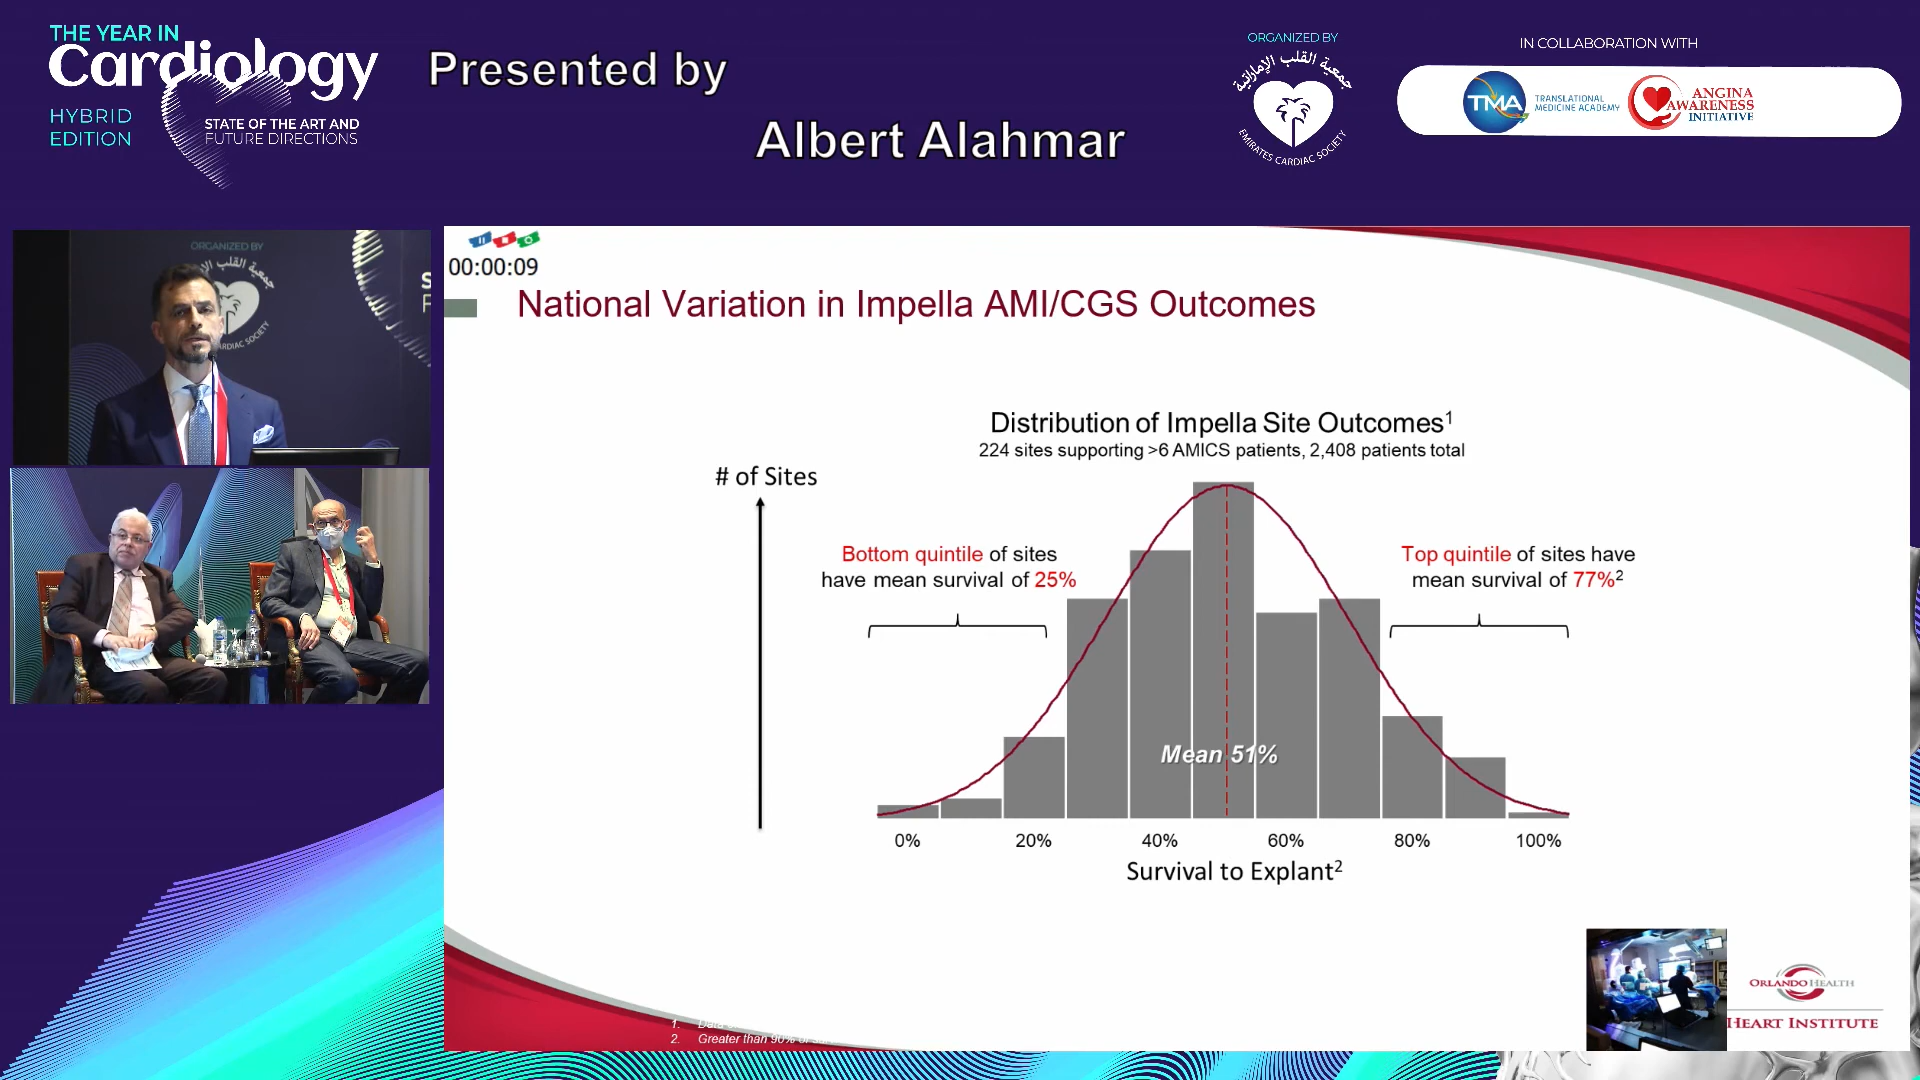 THE YEAR IN
Cardiology
HYBRID
EDITION
STATE OF THE ART AND
FUTURE DIRECTIONS
Presented by
Albert Alahmar
ORGANIZED BY
جمعية القلب الإماراتية
EMIRATES CARDIAC SOCIETY
IN COLLABORATION WITH
TMA
TRANSLATIONAL
MEDICINE ACADEMY
ANGINA
AWARENESS
INITIATIVE
ORGANIZED BY
00:00:09
National Variation in Impella AMI/CGS Outcomes
Distribution of Impella Site Outcomes¹
224 sites supporting >6 AMICS patients, 2,408 patients total
# of Sites
Bottom quintile of sites
have mean survival of 25%
Top quintile of sites have
mean survival of 77%²
Mean 51%
0% 20% 40% 60% 80% 100%
Survival to Explant²
1. Data
2. Greater than 90% of
ORLANDO HEALTH
HEART INSTITUTE